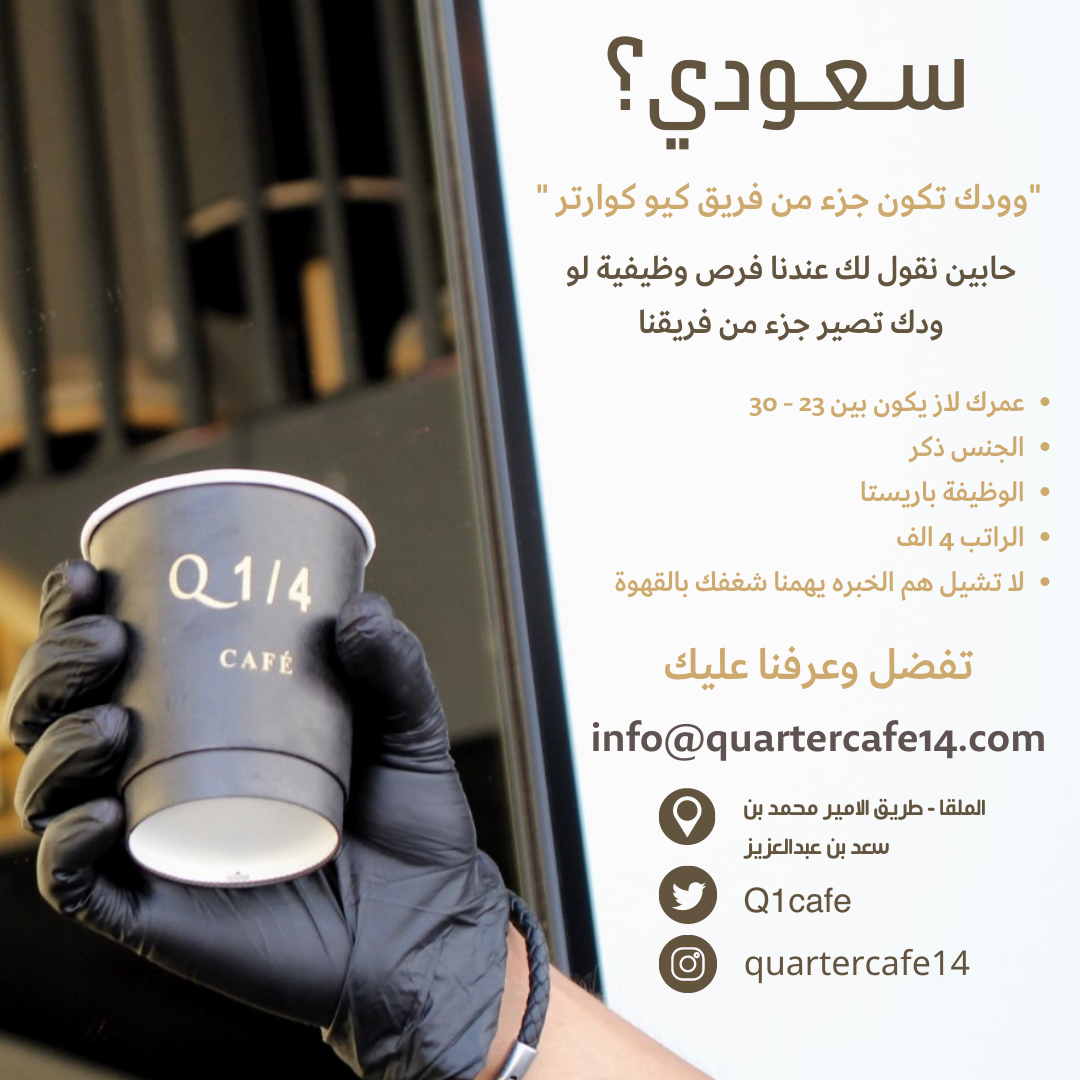 سعودي؟
"وودك تكون جزء من فريق كيو كوارتر "
حابين نقول لك عندنا فرص وظيفية لو
ودك تصير جزء من فريقنا
• عمرك لاز يكون بين 23 - 30
• الجنس ذكر
• الوظيفة باريستا
• الراتب 4 الف
• لا تشيل هم الخبره يهمنا شغفك بالقهوة
تفضل وعرفنا عليك
info@quartercafe14.com
الملقا - طريق الامير محمد بن
سعد بن عبدالعزيز
Q1cafe
quartercafe14
Q 1/4
CAFÉ